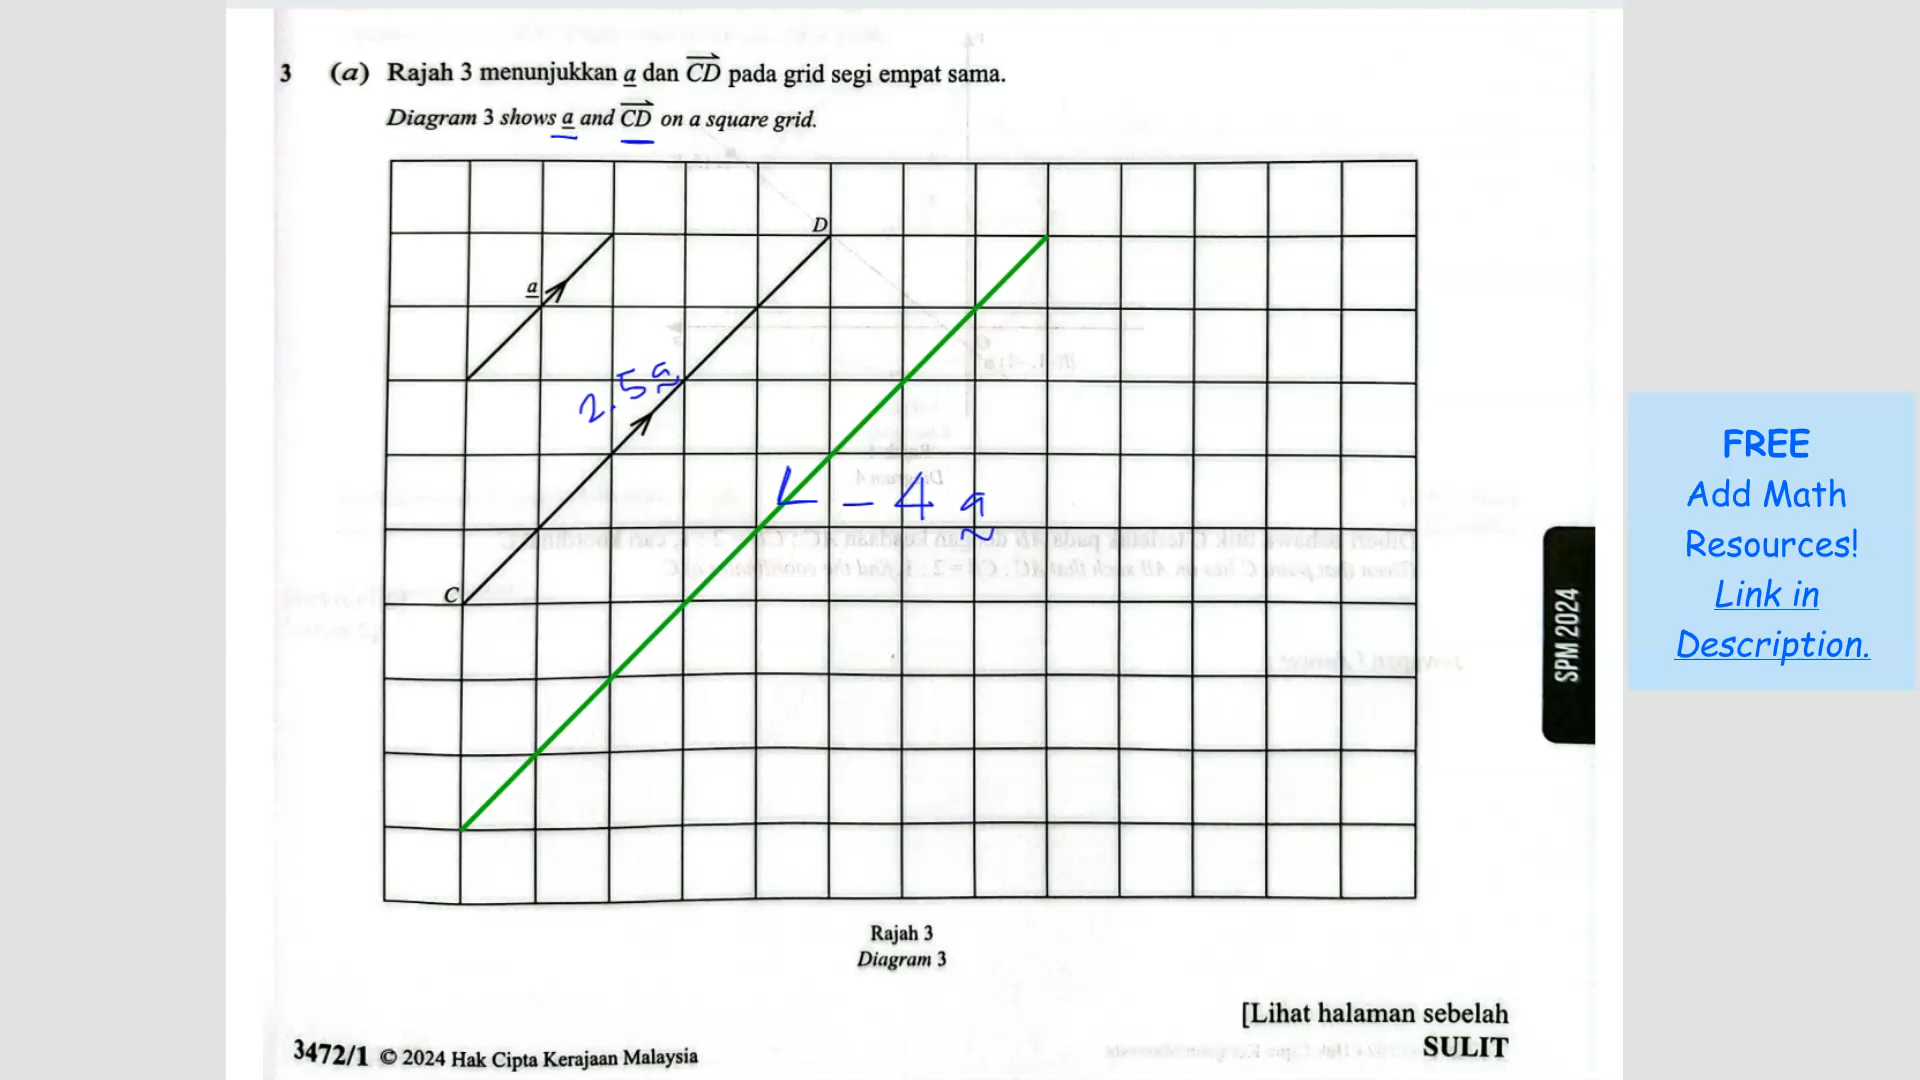 3 (a) Rajah 3 menunjukkan a dan CD pada grid segi empat sama.
Diagram 3 shows a and CD on a square grid.
D
a
2.5 a
- 4 a
C
Rajah 3
Diagram 3
[Lihat halaman sebelah
SULIT
3472/1 © 2024 Hak Cipta Kerajaan Malaysia
SPM 2024
FREE
Add Math
Resources!
Link in
Description.